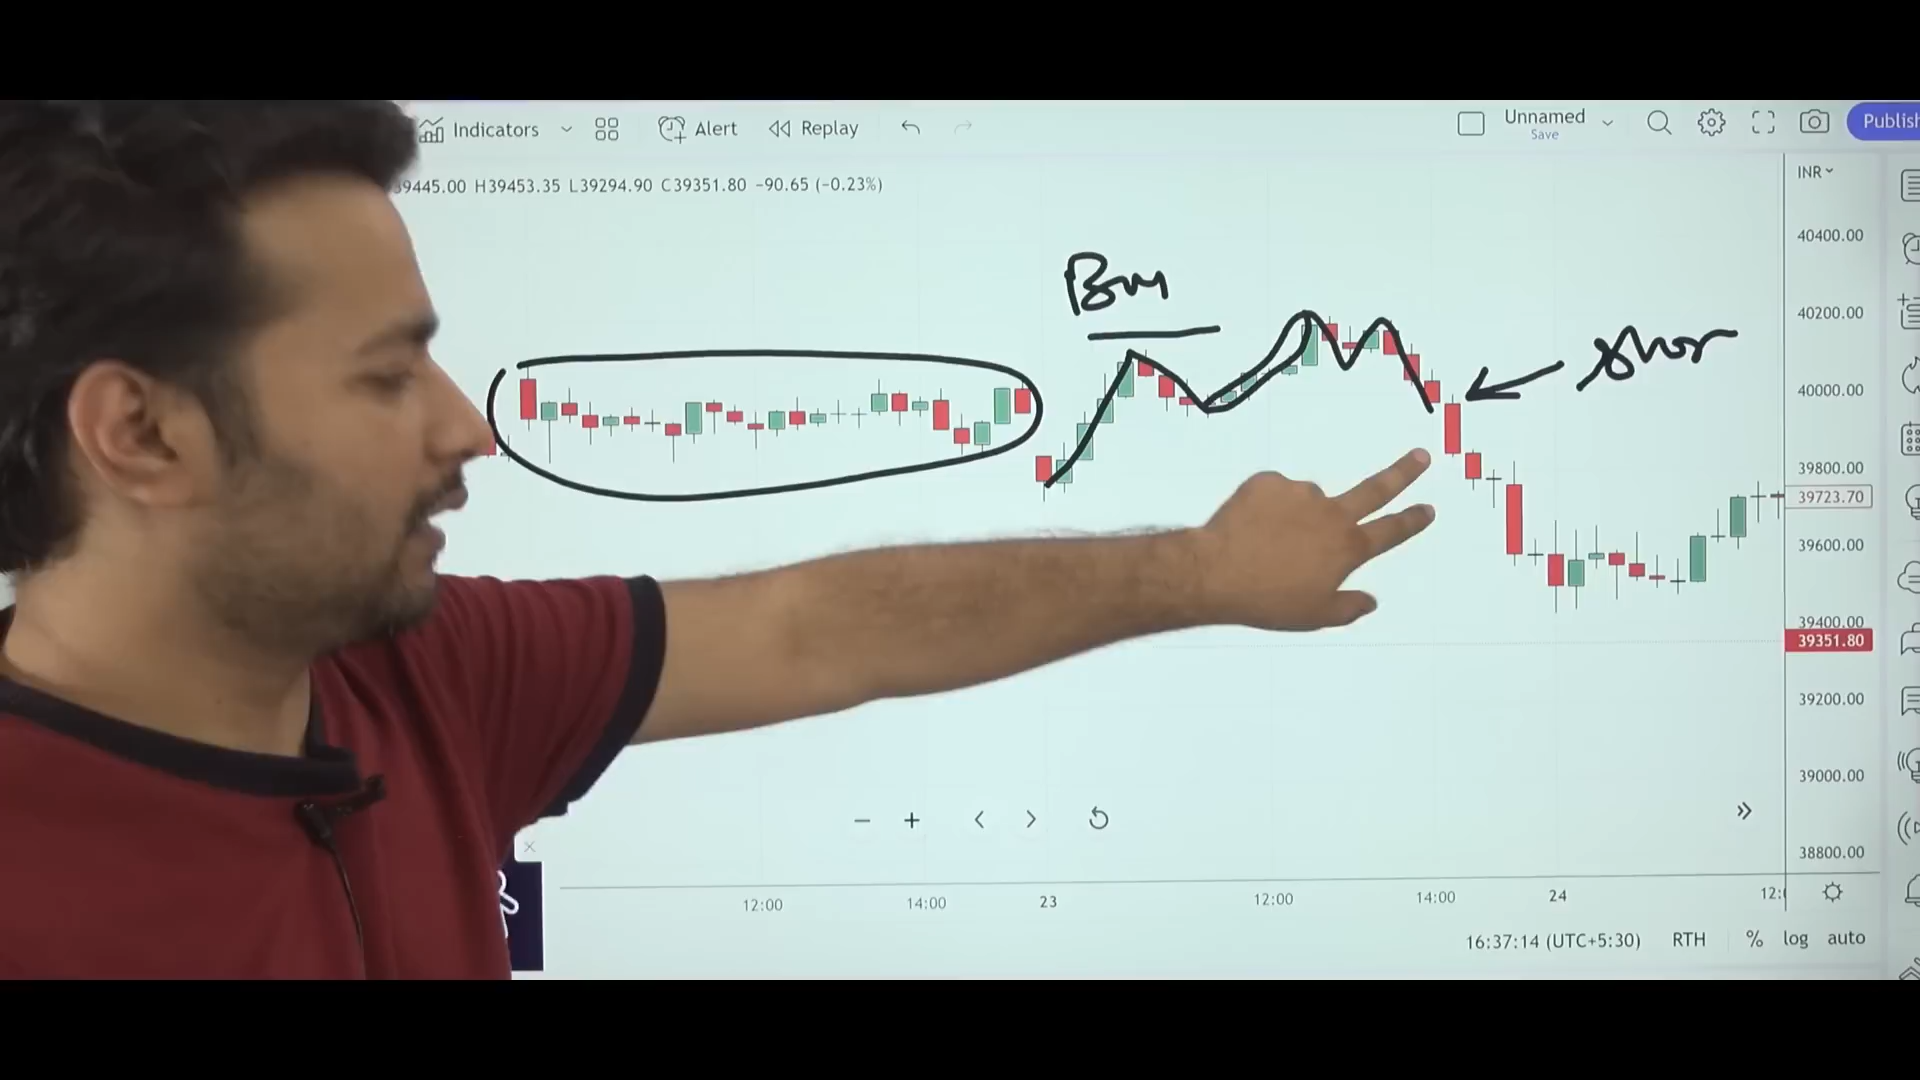 Indicators Alert Replay Unnamed Publish
Save
39445.00 H39453.35 L39294.90 C39351.80 −90.65 (−0.23%)
INR
40400.00
Buy
40200.00
Shor
40000.00
39800.00
39723.70
39600.00
39400.00
39351.80
39200.00
39000.00
38800.00
12:00 14:00 23 12:00 14:00 24 12:
16:37:14 (UTC+5:30) RTH % log auto